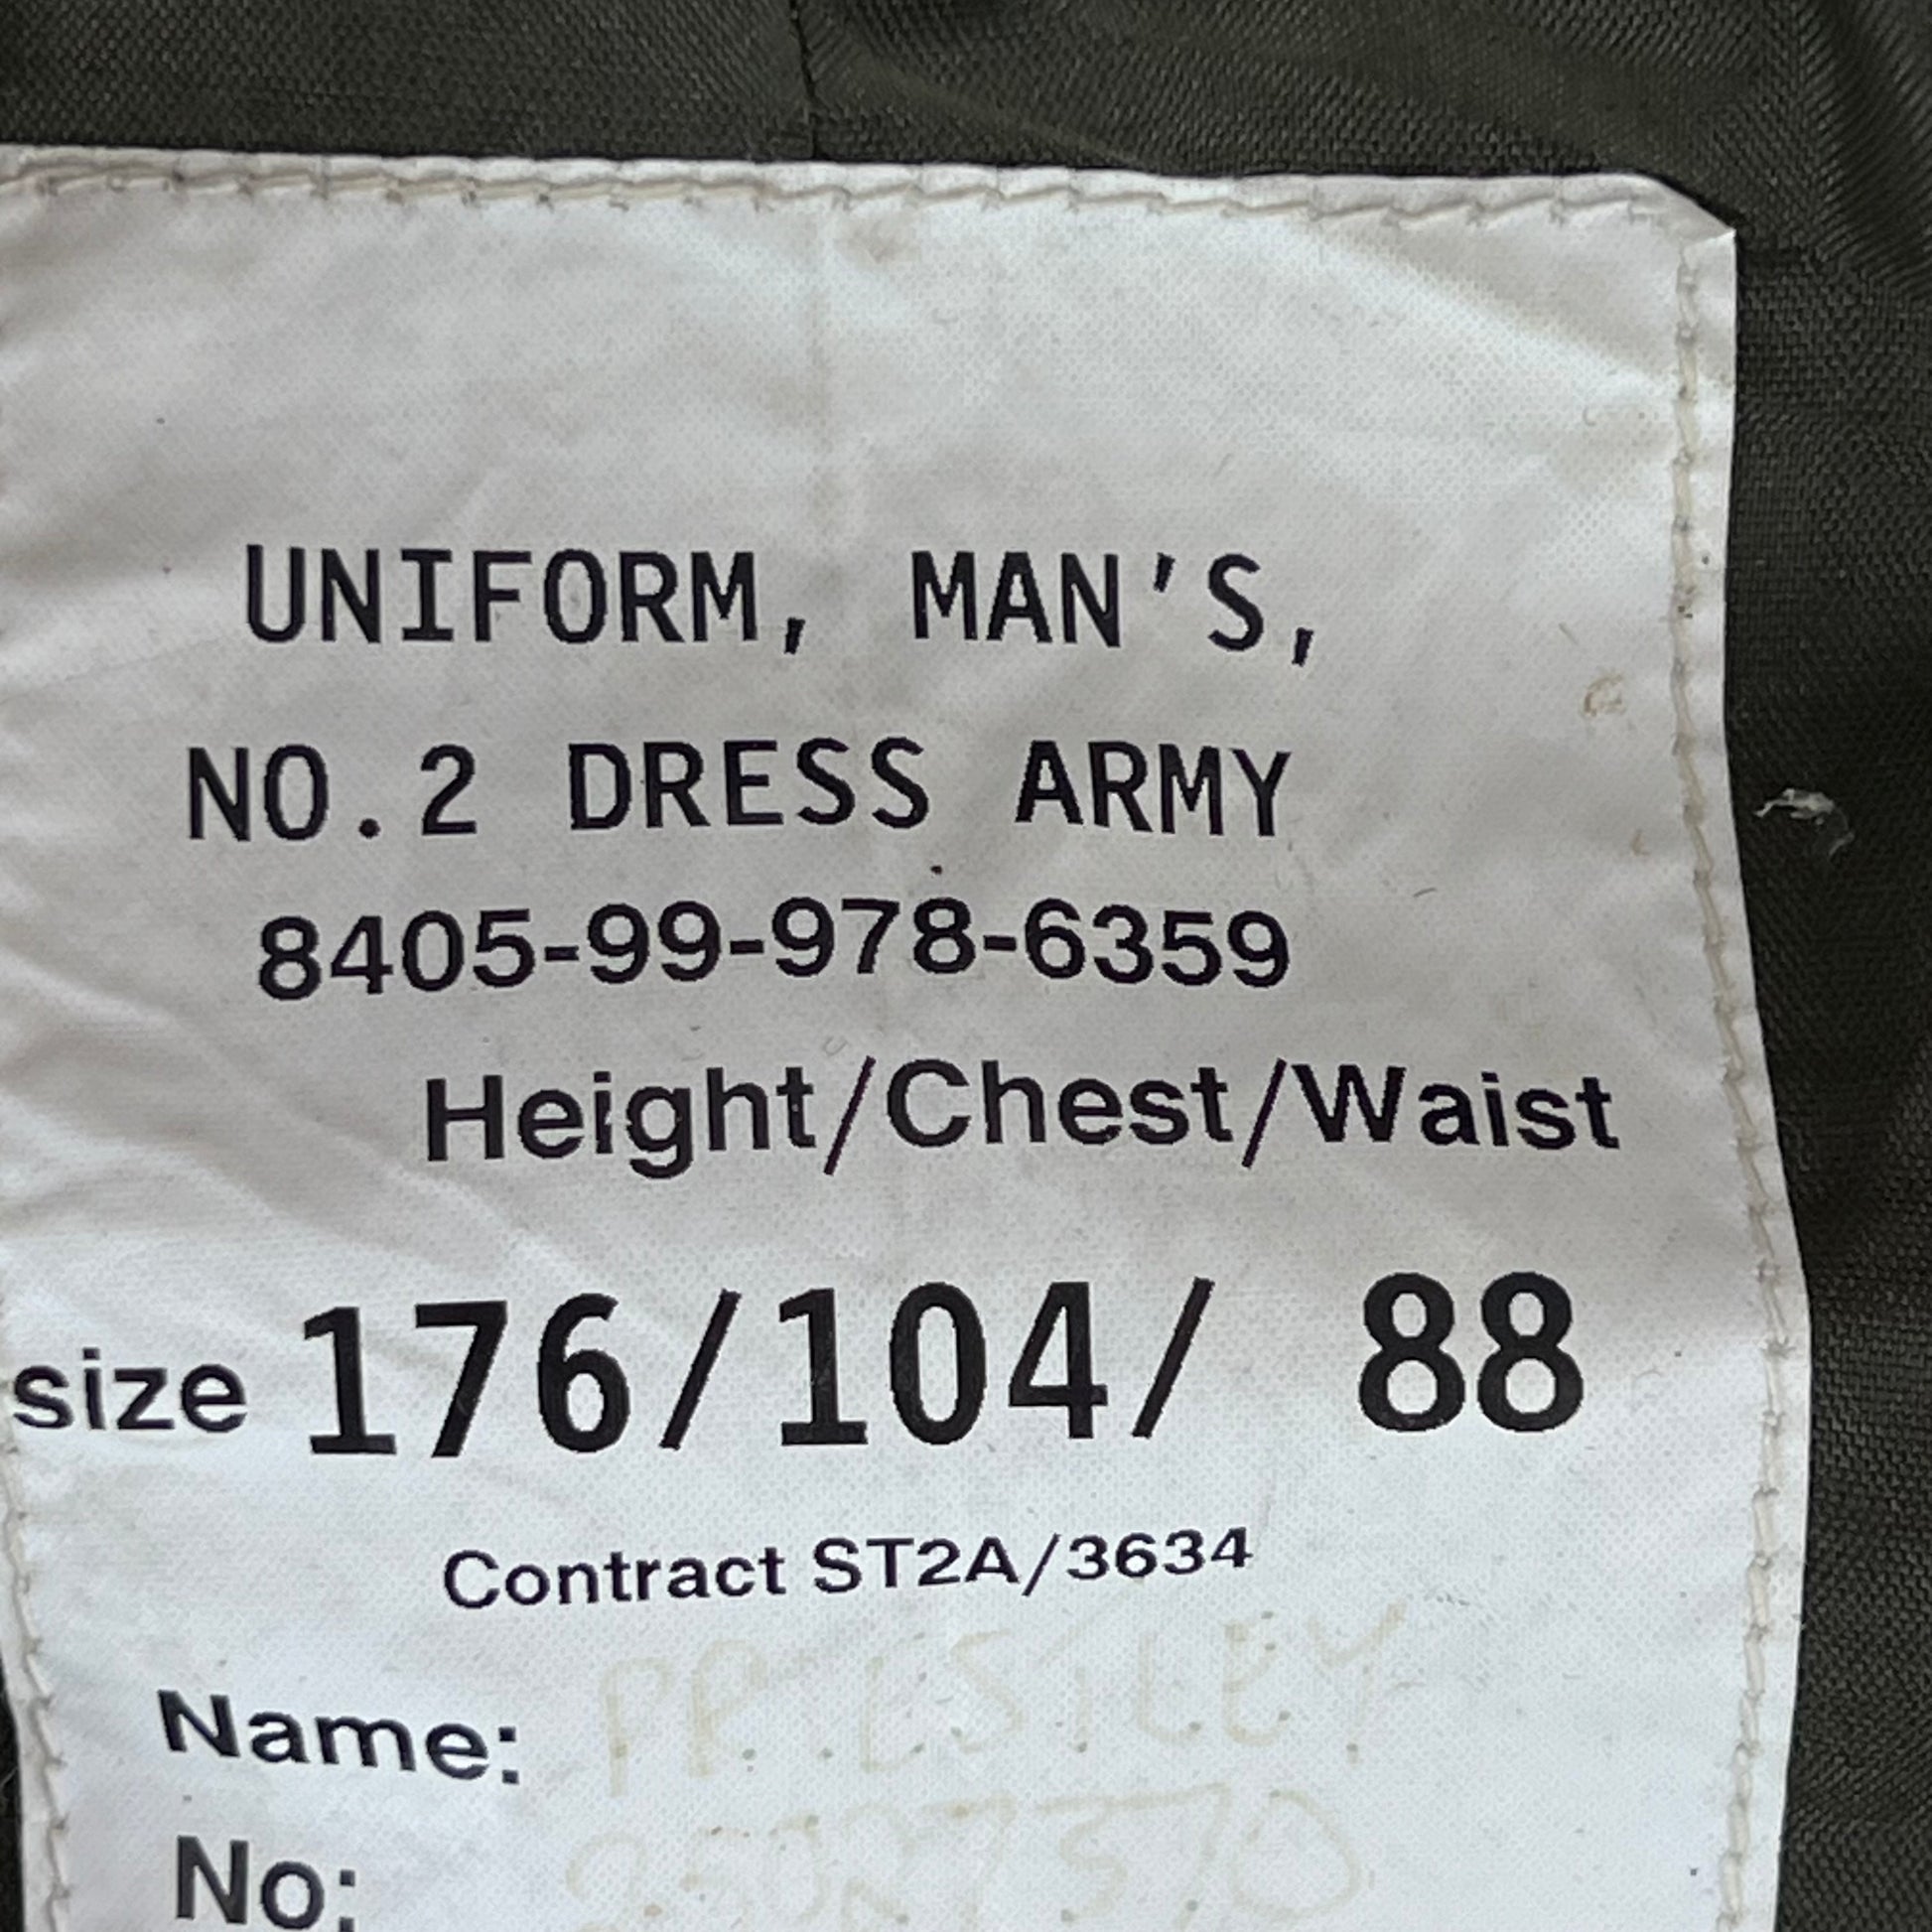 UNIFORM, MAN'S,
NO.2 DRESS ARMY
8405-99-978-6359
Height/Chest/Waist
size 176/104/ 88
Contract ST2A/3634
Name:
No: